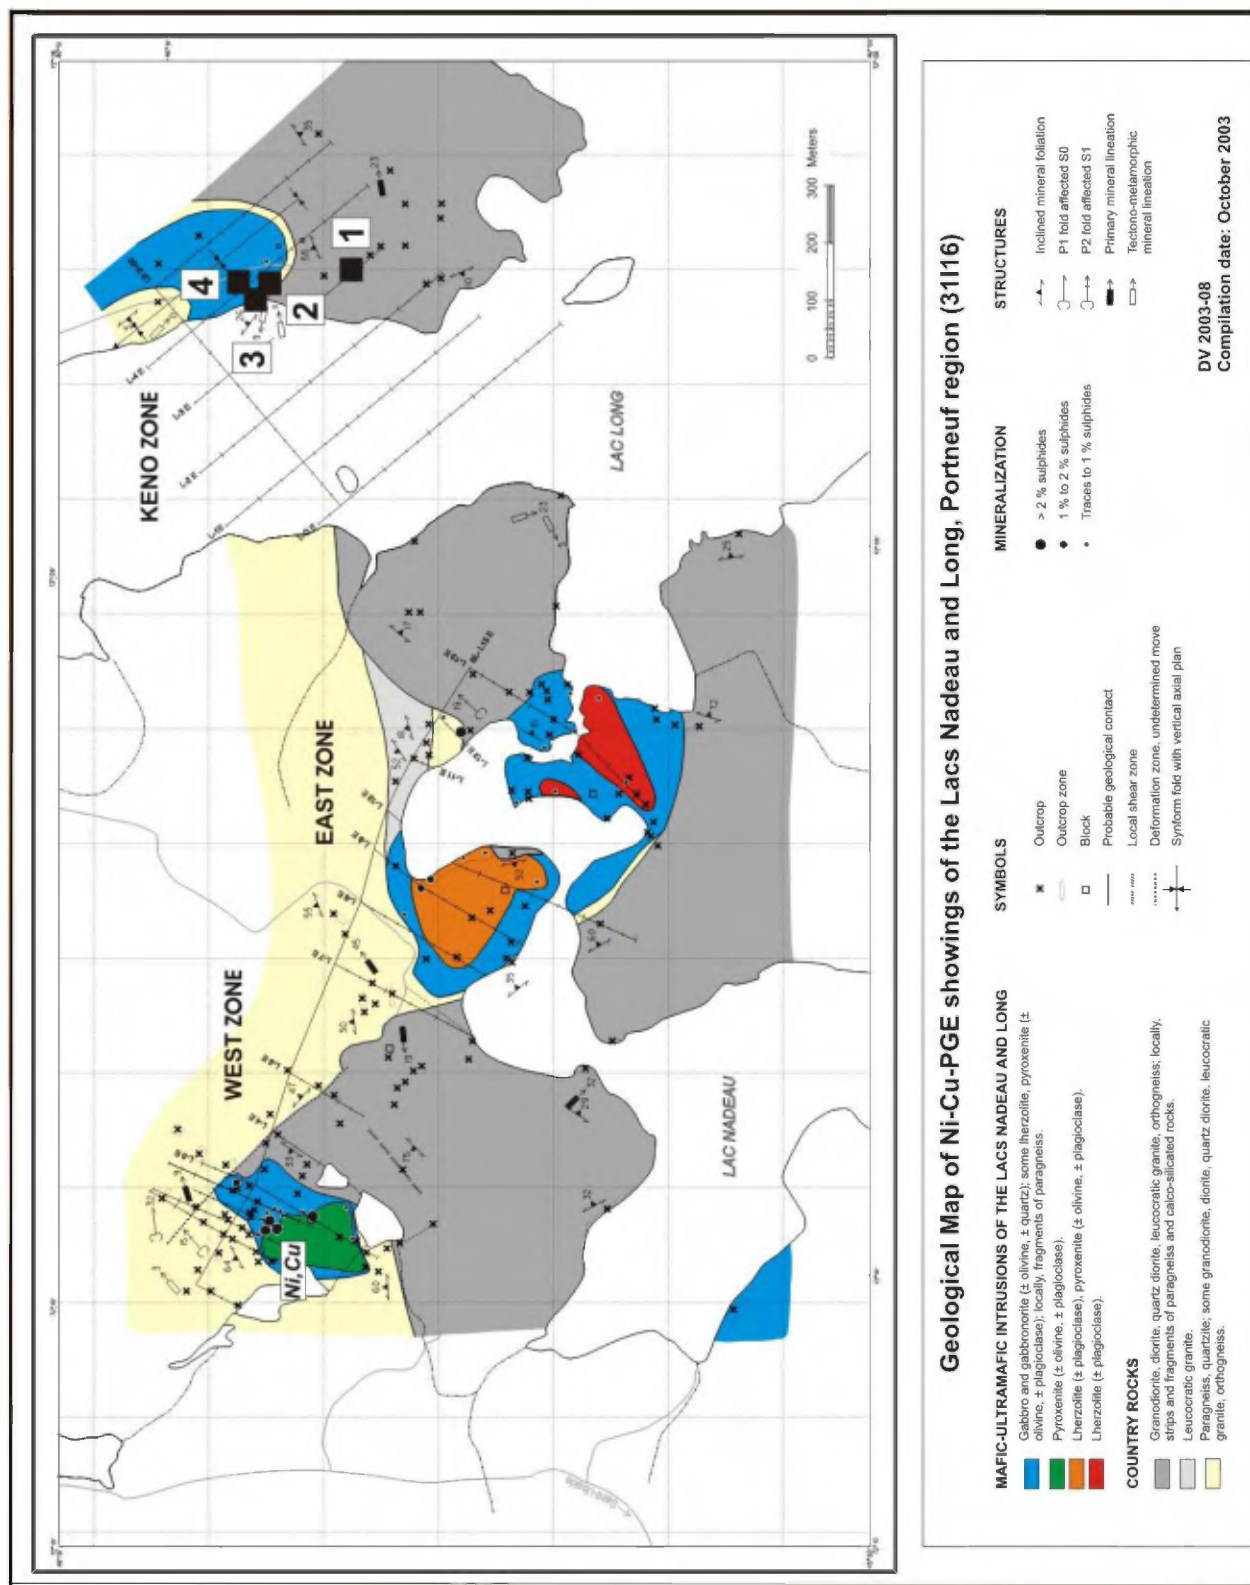 KENO ZONE
EAST ZONE
WEST ZONE
4
3
2
1
Ni,Cu
LAC LONG
LAC NADEAU
0 100 200 300 Meters
Geological Map of Ni-Cu-PGE showings of the Lacs Nadeau and Long, Portneuf region (31I16)
MAFIC-ULTRAMAFIC INTRUSIONS OF THE LACS NADEAU AND LONG
Gabbro and gabbronorite (± olivine, ± quartz); some lherzolite, pyroxenite (±
olivine, ± plagioclase); locally, fragments of paragneiss.
Pyroxenite (± olivine, ± plagioclase).
Lherzolite (± plagioclase), pyroxenite (± olivine, ± plagioclase).
Lherzolite (± plagioclase).
COUNTRY ROCKS
Granodiorite, diorite, quartz diorite, leucocratic granite, orthogneiss; locally,
strips and fragments of paragneiss and calco-silicated rocks.
Leucocratic granite.
Paragneiss, quartzite; some granodiorite, diorite, quartz diorite, leucocratic
granite, orthogneiss.
SYMBOLS
Outcrop
Outcrop zone
Block
Probable geological contact
Local shear zone
Deformation zone, undetermined move
Synform fold with vertical axial plan
MINERALIZATION
> 2 % sulphides
1 % to 2 % sulphides
Traces to 1 % sulphides
STRUCTURES
Inclined mineral foliation
P1 fold affected S0
P2 fold affected S1
Primary mineral lineation
Tectono-metamorphic
mineral lineation
DV 2003-08
Compilation date: October 2003